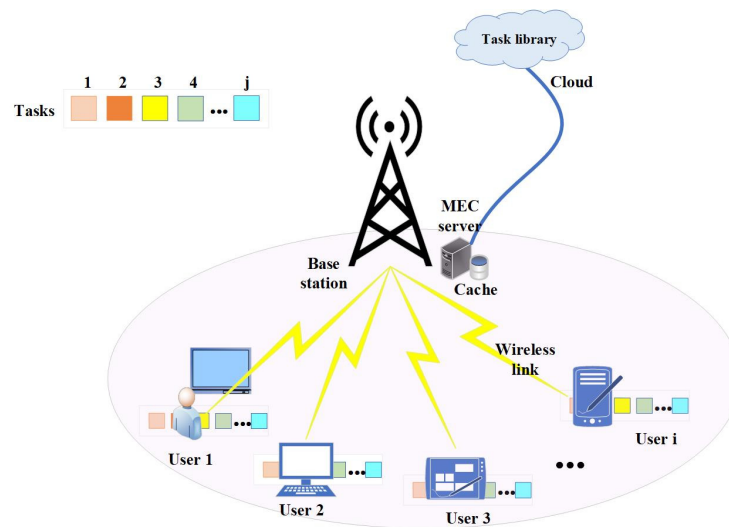 Task library
Cloud
1 2 3 4 j
Tasks
MEC
server
Base
station
Cache
Wireless
link
User 1
User i
User 2
User 3